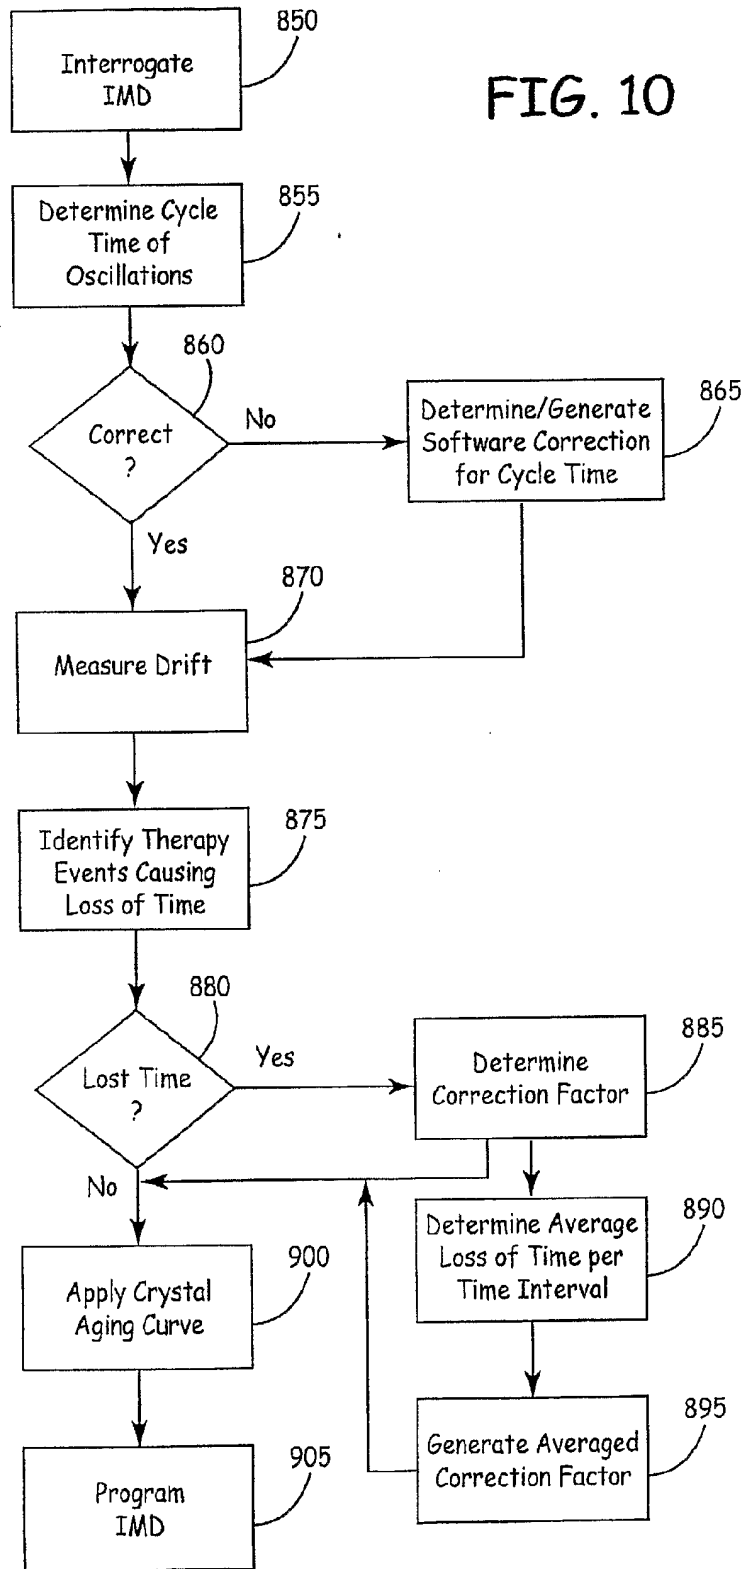 850
Interrogate
IMD
FIG. 10
Determine Cycle
Time of
Oscillations
855
860
Correct
?
No
Determine/Generate
Software Correction
for Cycle Time
865
Yes
870
Measure Drift
Identify Therapy
Events Causing
Loss of Time
875
880
Lost Time
?
Yes
Determine
Correction Factor
885
No
Determine Average
Loss of Time per
Time Interval
890
Apply Crystal
Aging Curve
900
Generate Averaged
Correction Factor
895
Program
IMD
905